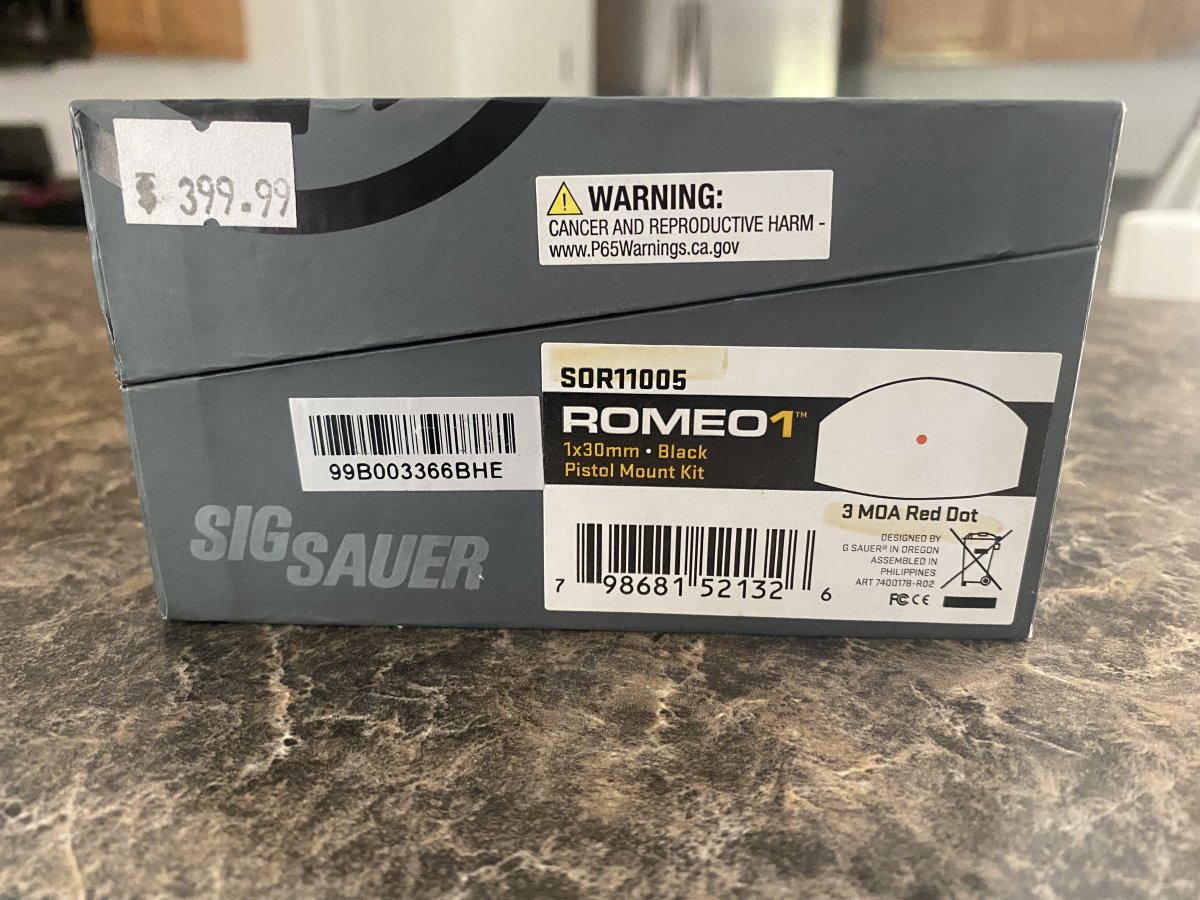 $ 399.99
WARNING:
CANCER AND REPRODUCTIVE HARM -
www.P65Warnings.ca.gov
SOR11005
ROMEO1™
1x30mm • Black
Pistol Mount Kit
99B003366BHE
SIG SAUER
3 MOA Red Dot
DESIGNED BY
G SAUER® IN OREGON
ASSEMBLED IN
PHILIPPINES
ART 7400178-R02
FC CE
7 98681 52132 6